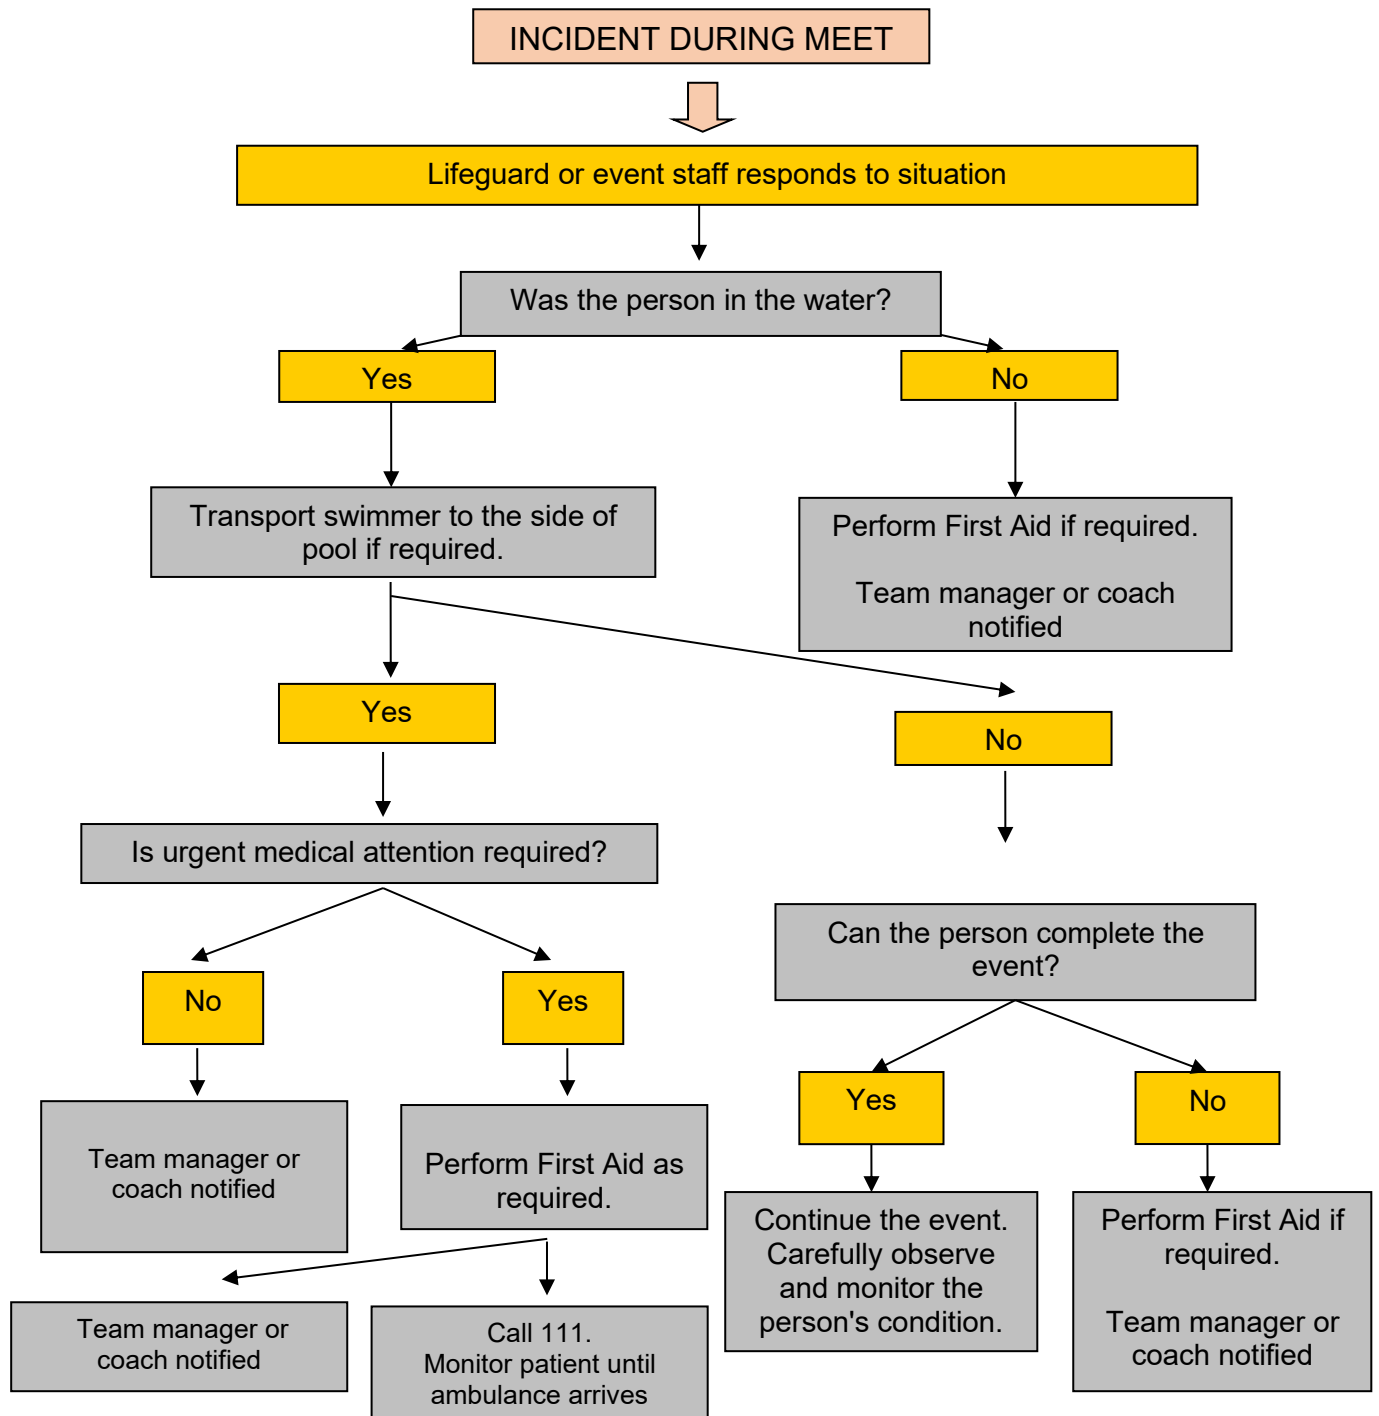 INCIDENT DURING MEET
Lifeguard or event staff responds to situation
Was the person in the water?
Yes
No
Transport swimmer to the side of
pool if required.
Perform First Aid if required.
Team manager or coach
notified
Yes
No
Is urgent medical attention required?
Can the person complete the
event?
No
Yes
Yes
No
Team manager or
coach notified
Perform First Aid as
required.
Continue the event.
Carefully observe
and monitor the
person's condition.
Perform First Aid if
required.
Team manager or
coach notified
Team manager or
coach notified
Call 111.
Monitor patient until
ambulance arrives